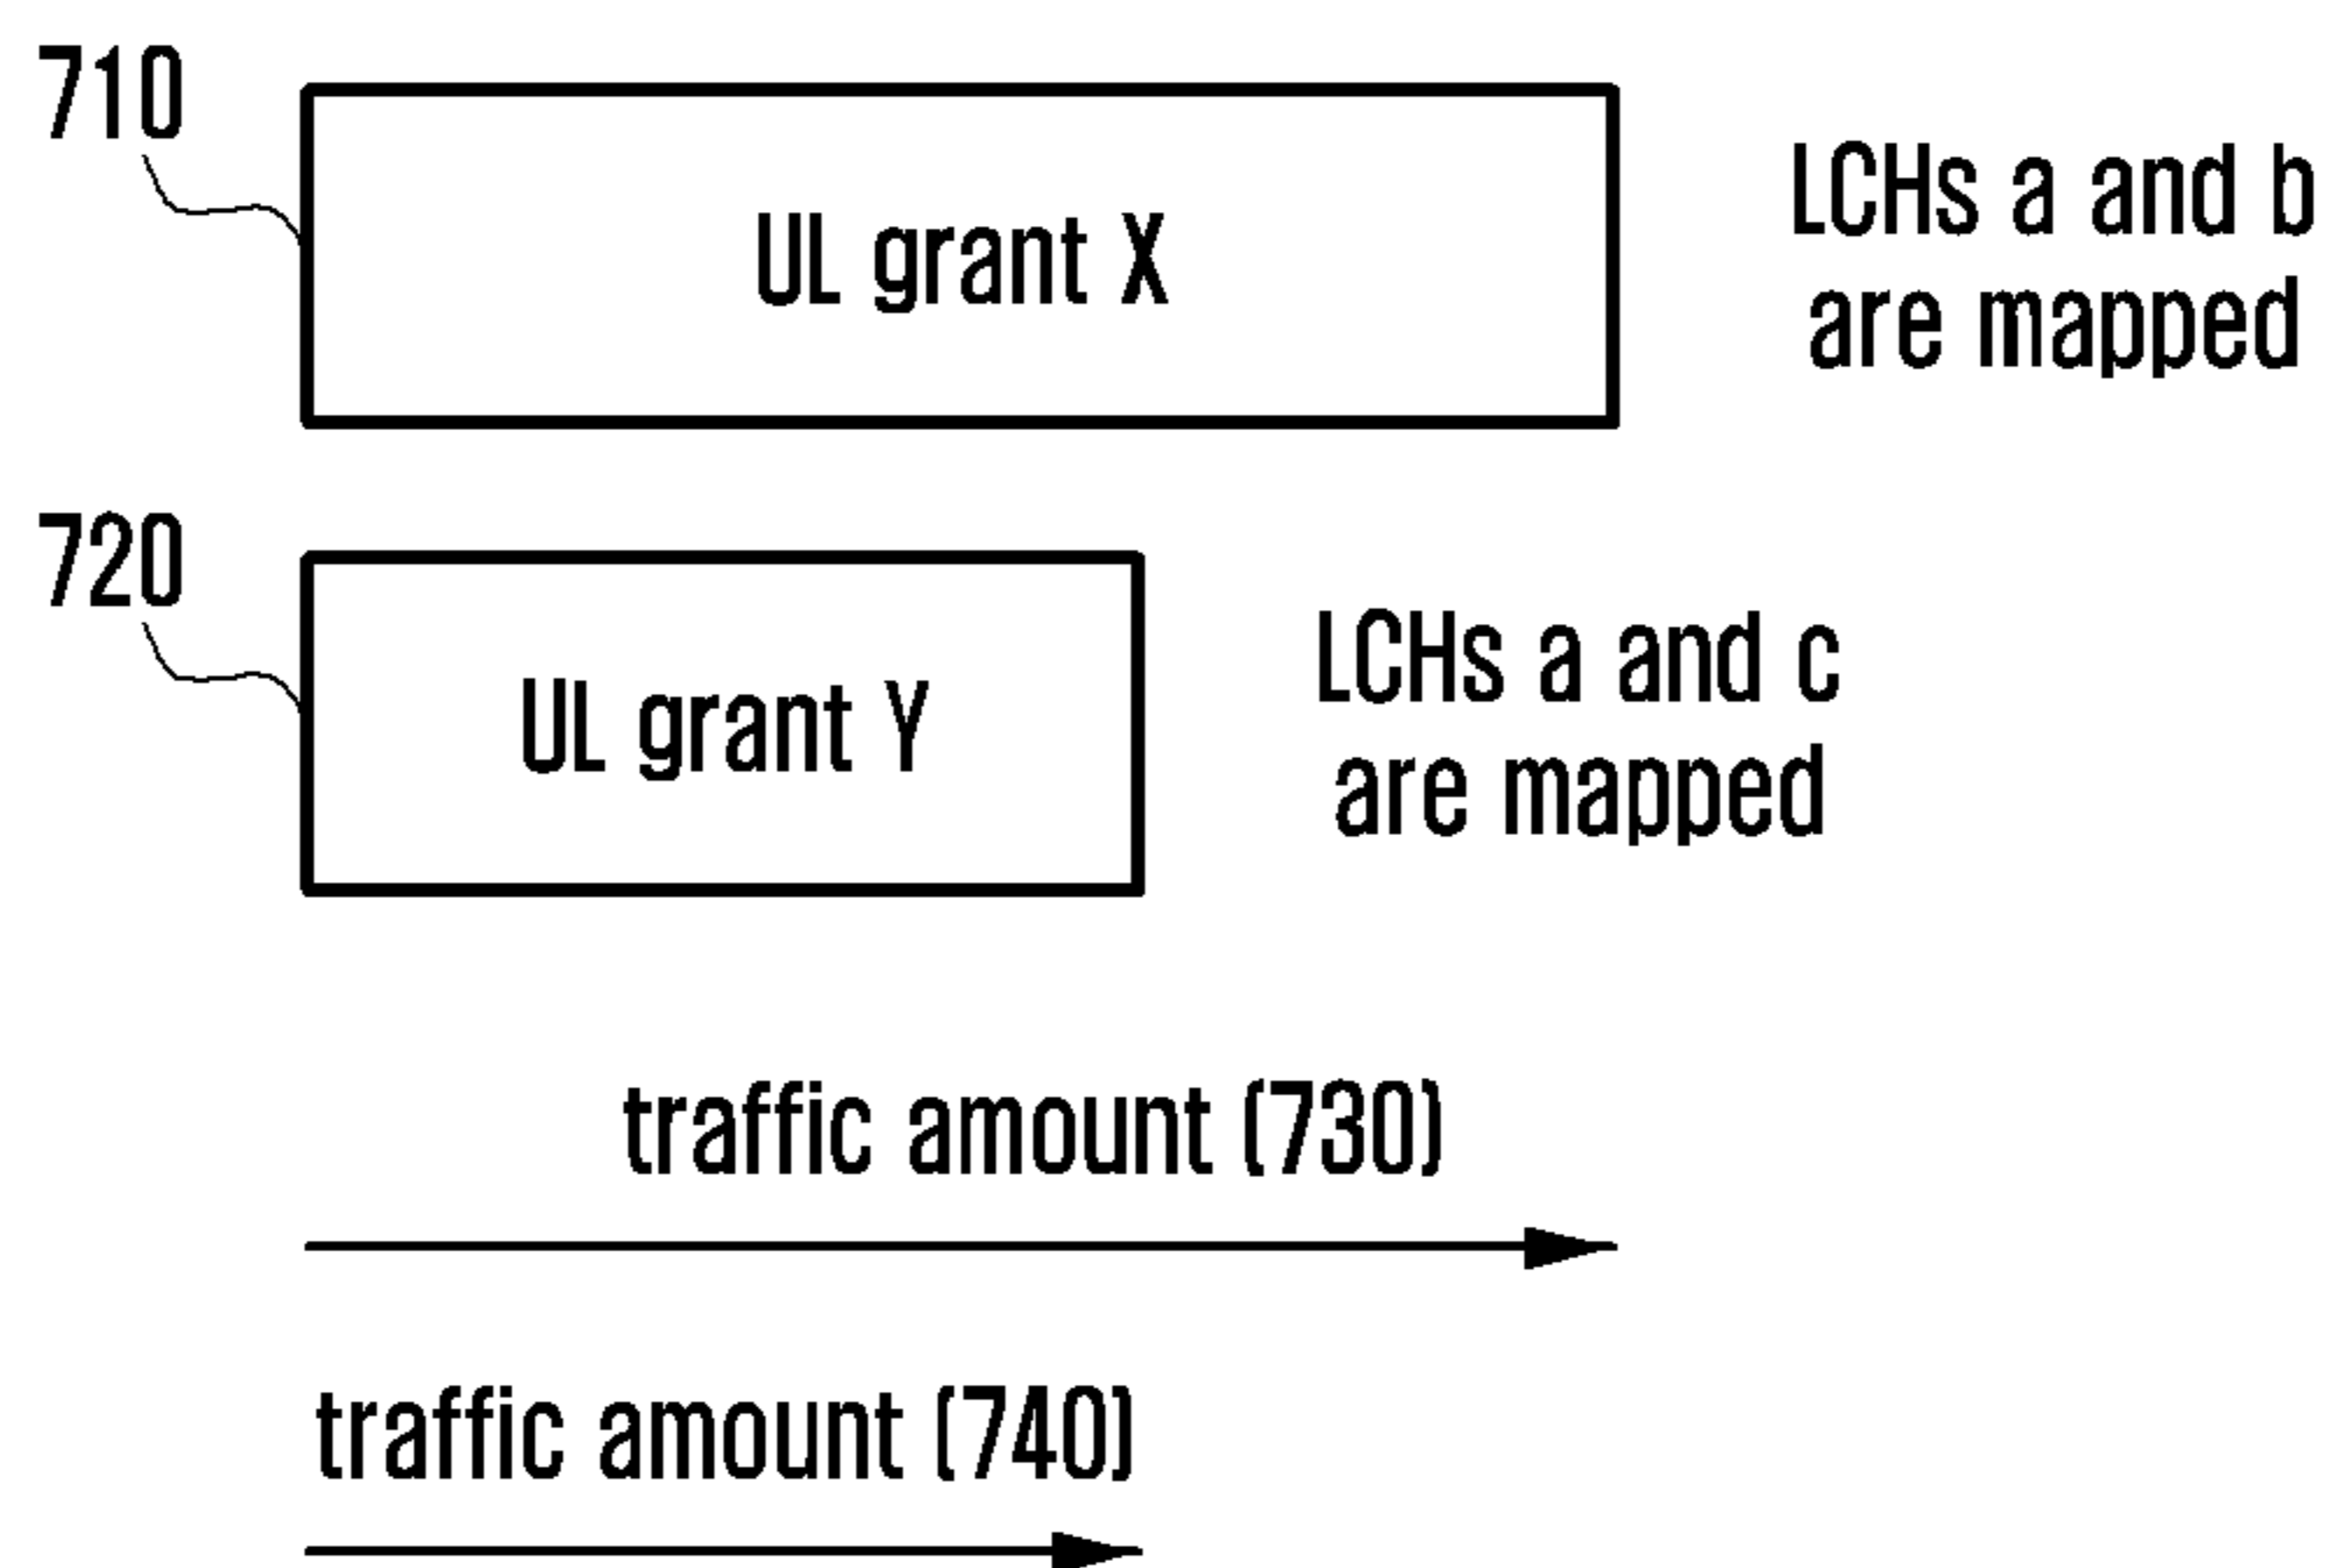 710
UL grant X
LCHs a and b
are mapped
720
UL grant Y
LCHs a and c
are mapped
traffic amount (730)
traffic amount (740)